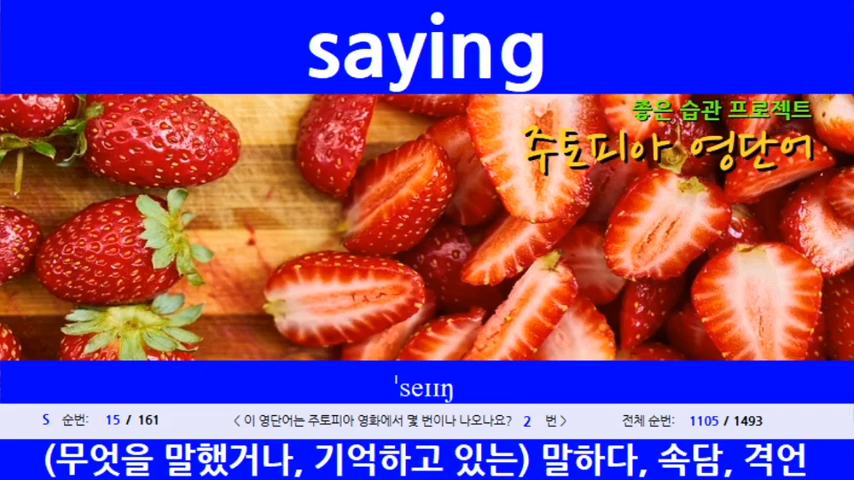 saying
좋은 습관 프로젝트
주토피아 영단어
ˈseɪɪŋ
S 순번: 15 / 161 < 이 영단어는 주토피아 영화에서 몇 번이나 나오나요? 2 번 > 전체 순번: 1105 / 1493
(무엇을 말했거나, 기억하고 있는) 말하다, 속담, 격언